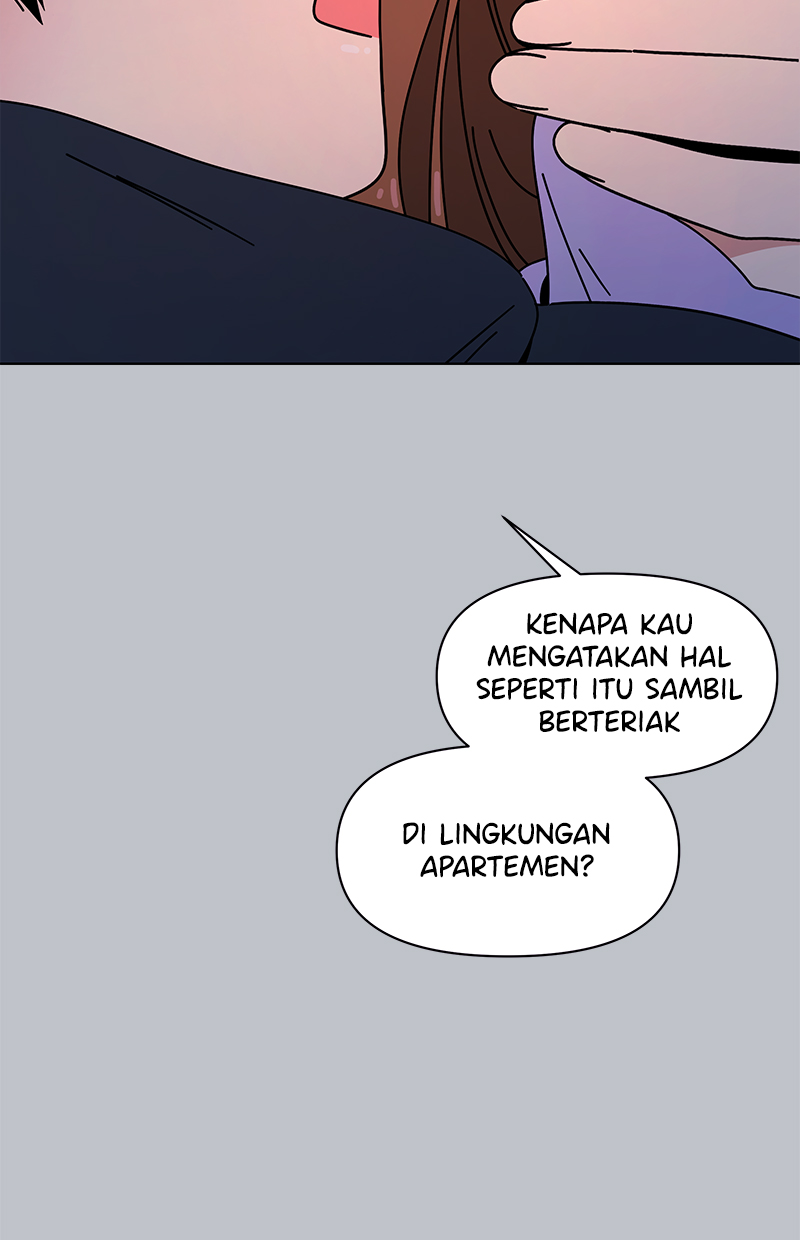 KENAPA KAU
MENGATAKAN HAL
SEPERTI ITU SAMBIL
BERTERIAK
DI LINGKUNGAN
APARTEMEN?